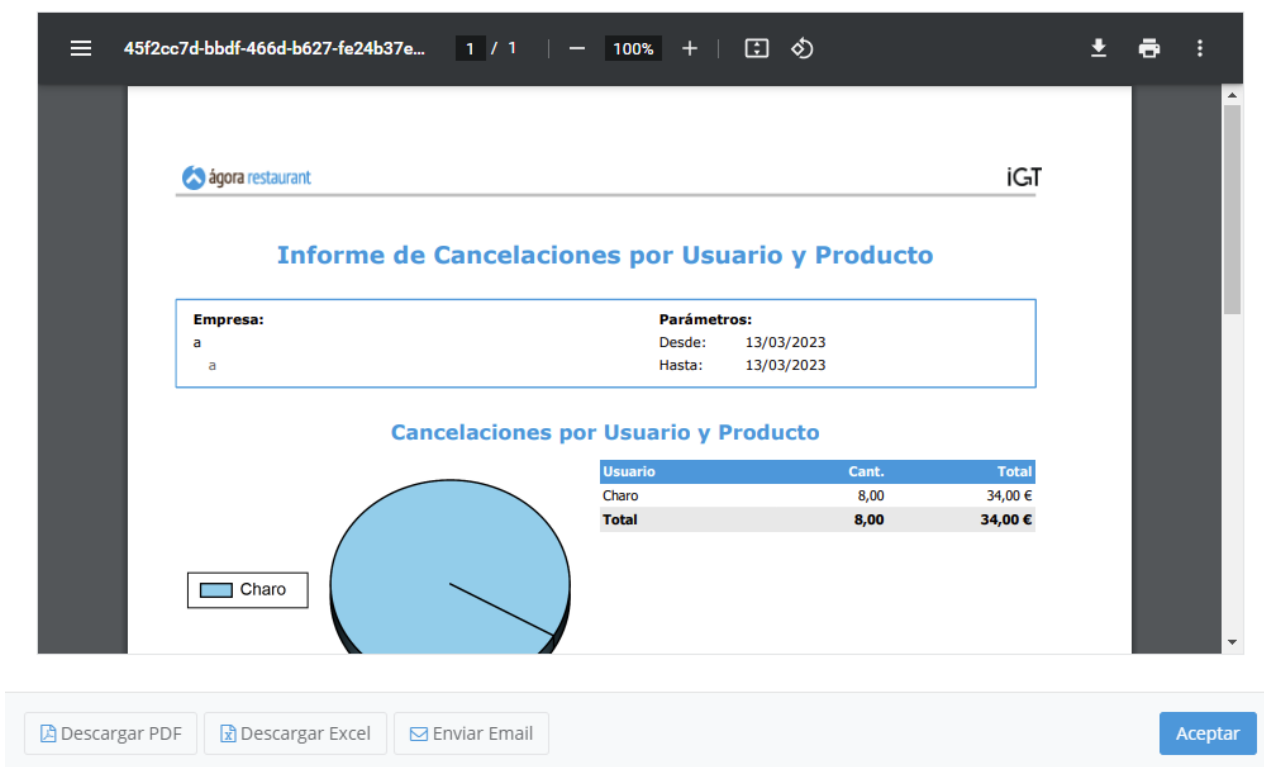 45f2cc7d-bbdf-466d-b627-fe24b37e... 1 / 1 100%
ágora restaurant iGT
Informe de Cancelaciones por Usuario y Producto
Empresa: Parámetros:
a Desde: 13/03/2023
a Hasta: 13/03/2023
Cancelaciones por Usuario y Producto
Usuario Cant. Total
Charo 8,00 34,00 €
Total 8,00 34,00 €
Charo
Descargar PDF Descargar Excel Enviar Email Aceptar